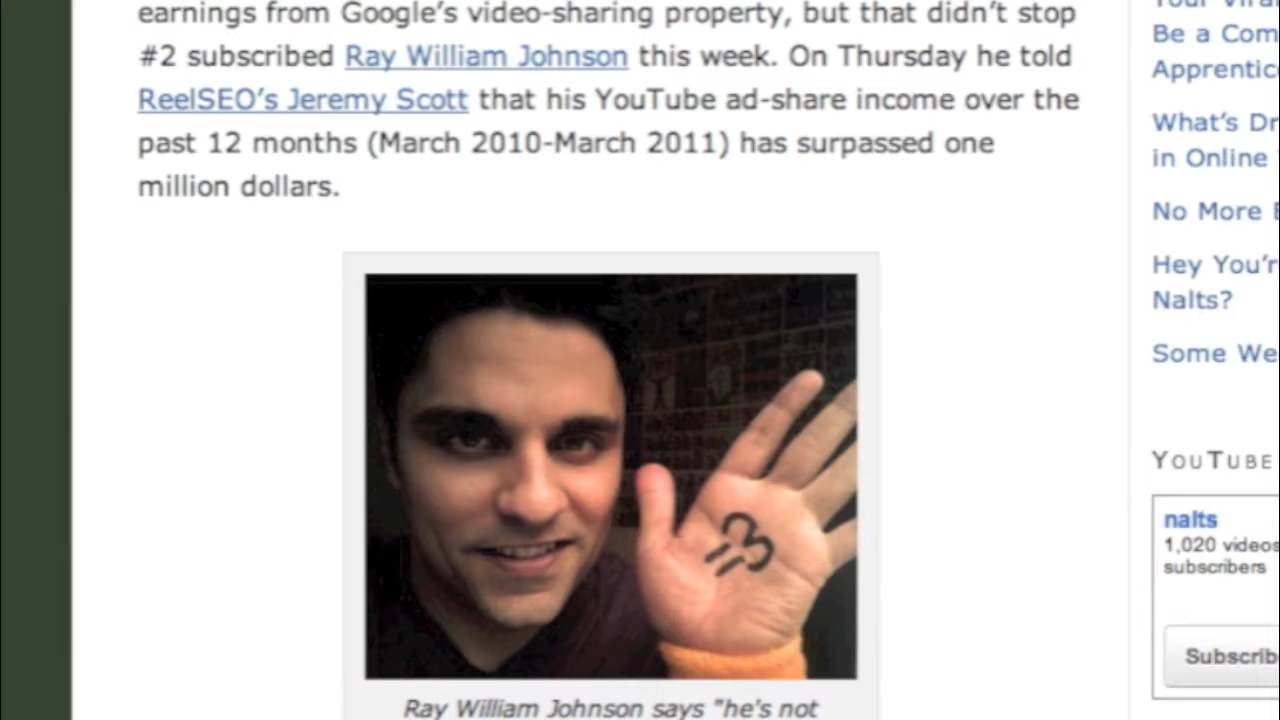 earnings from Google's video-sharing property, but that didn't stop
#2 subscribed Ray William Johnson this week. On Thursday he told
ReelSEO's Jeremy Scott that his YouTube ad-share income over the
past 12 months (March 2010-March 2011) has surpassed one
million dollars.
=3
Ray William Johnson says "he's not
Be a Com
Apprentic
What's Dr
in Online
No More
Hey You'r
Nalts?
Some We
YouTube
nalts
1,020 videos
subscribers
Subscrib